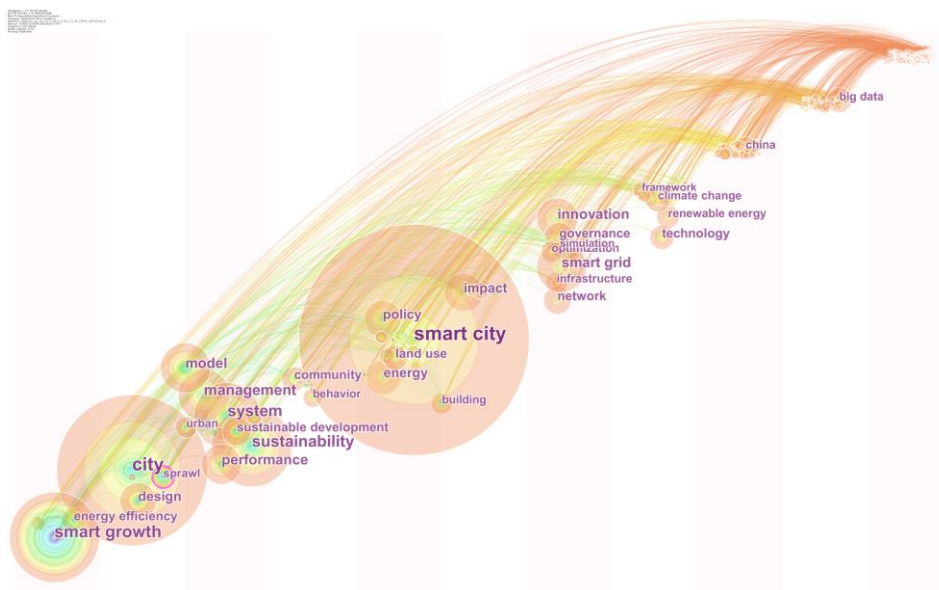 big data
china
framework
climate change
renewable energy
technology
innovation
governance
simulation
optimization
smart grid
infrastructure
network
impact
policy
smart city
land use
energy
building
community
behavior
model
management
system
urban
sustainable development
sustainability
performance
city
sprawl
design
energy efficiency
smart growth